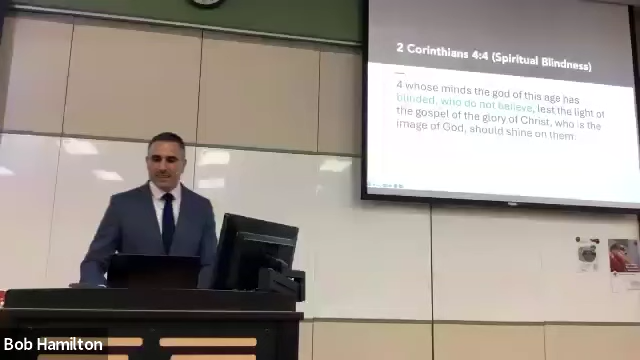 2 Corinthians 4:4 (Spiritual Blindness)
4 whose minds the god of this age has
blinded, who do not believe, lest the light of
the gospel of the glory of Christ, who is the
image of God, should shine on them.
Bob Hamilton